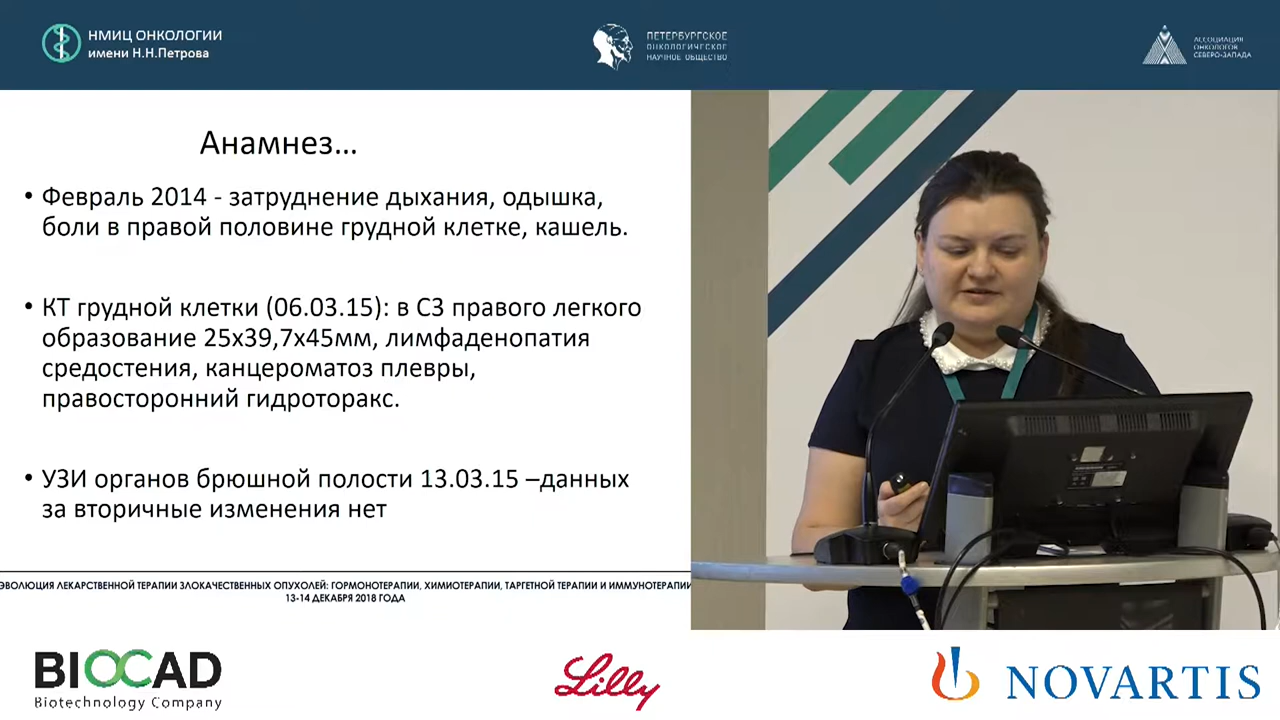 НМИЦ ОНКОЛОГИИ
имени Н.Н.Петрова
ПЕТЕРБУРГСКОЕ
ОНКОЛОГИЧЕСКОЕ
НАУЧНОЕ ОБЩЕСТВО
АССОЦИАЦИЯ
ОНКОЛОГОВ
СЕВЕРО-ЗАПАДА
Анамнез...
• Февраль 2014 - затруднение дыхания, одышка,
боли в правой половине грудной клетке, кашель.
• КТ грудной клетки (06.03.15): в С3 правого легкого
образование 25х39,7х45мм, лимфаденопатия
средостения, канцероматоз плевры,
правосторонний гидроторакс.
• УЗИ органов брюшной полости 13.03.15 –данных
за вторичные изменения нет
ЭВОЛЮЦИЯ ЛЕКАРСТВЕННОЙ ТЕРАПИИ ЗЛОКАЧЕСТВЕННЫХ ОПУХОЛЕЙ: ГОРМОНОТЕРАПИИ, ХИМИОТЕРАПИИ, ТАРГЕТНОЙ ТЕРАПИИ И ИММУНОТЕРАПИИ
13-14 ДЕКАБРЯ 2018 ГОДА
BIOCAD
Biotechnology Company
Lilly
NOVARTIS